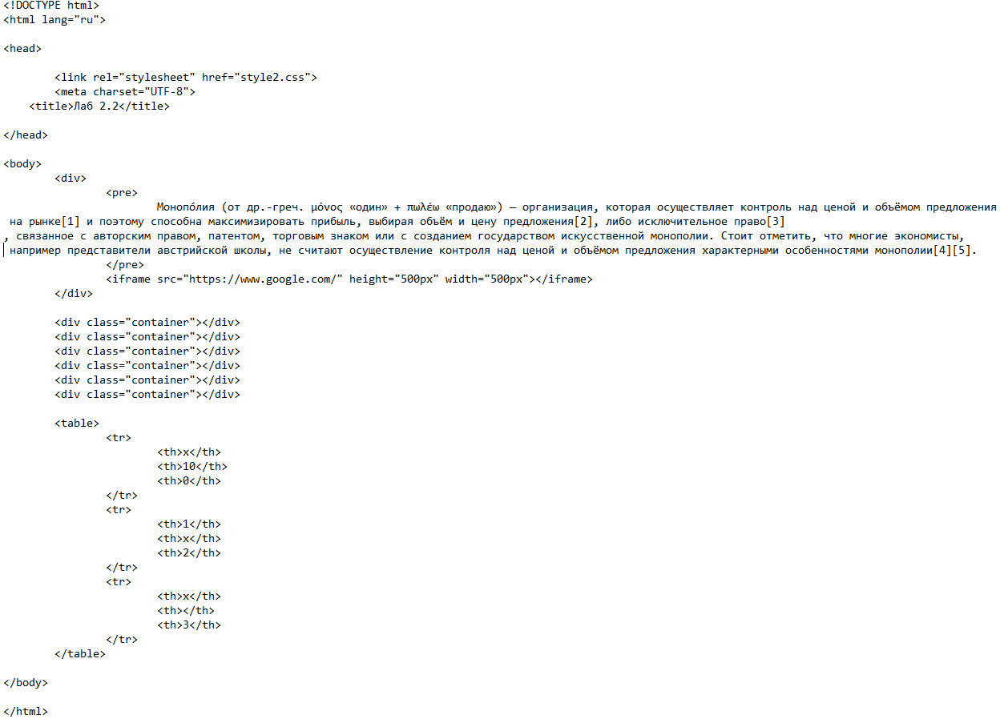 <!DOCTYPE html>
<html lang="ru">
<head>
<link rel="stylesheet" href="style2.css">
<meta charset="UTF-8">
<title>Лаб 2.2</title>
</head>
<body>
<div>
<pre>
Монопо́лия (от др.-греч. μόνος «один» + πωλέω «продаю») — организация, которая осуществляет контроль над ценой и объёмом предложения
на рынке[1] и поэтому способна максимизировать прибыль, выбирая объём и цену предложения[2], либо исключительное право[3]
, связанное с авторским правом, патентом, торговым знаком или с созданием государством искусственной монополии. Стоит отметить, что многие экономисты,
например представители австрийской школы, не считают осуществление контроля над ценой и объёмом предложения характерными особенностями монополии[4][5].
</pre>
<iframe src="https://www.google.com/" height="500px" width="500px"></iframe>
</div>
<div class="container"></div>
<div class="container"></div>
<div class="container"></div>
<div class="container"></div>
<div class="container"></div>
<div class="container"></div>
<table>
<tr>
<th>x</th>
<th>10</th>
<th>0</th>
</tr>
<tr>
<th>1</th>
<th>x</th>
<th>2</th>
</tr>
<tr>
<th>x</th>
<th></th>
<th>3</th>
</tr>
</table>
</body>
</html>